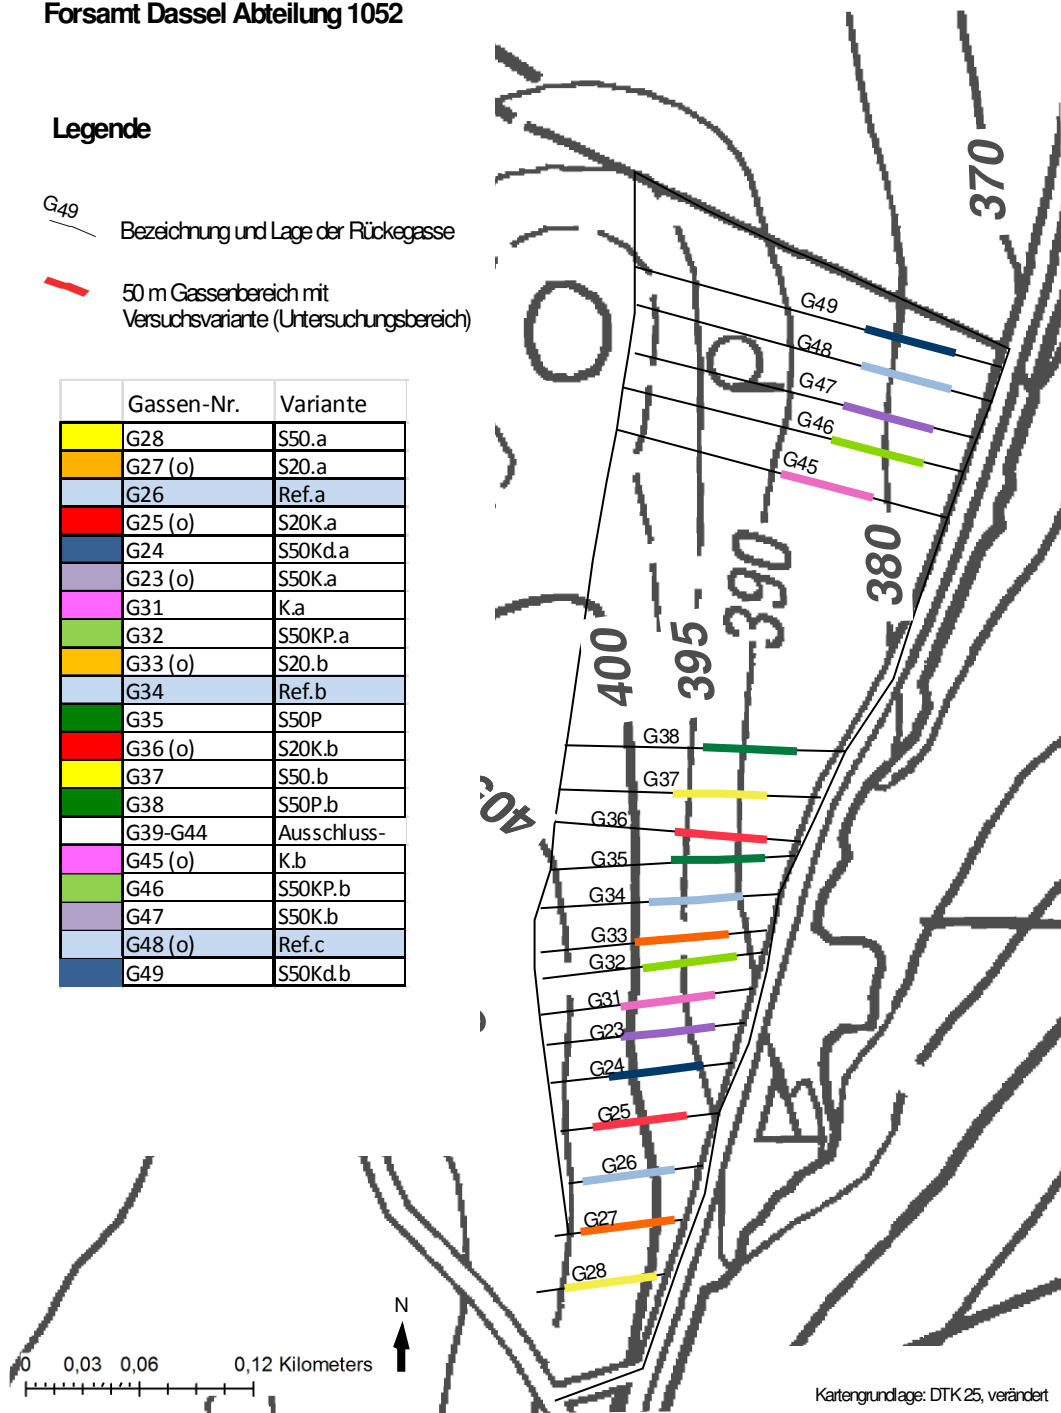 Forsamt Dassel Abteilung 1052
Legende
G49
Bezeichnung und Lage der Rückegasse
50 m Gassenbereich mit
Versuchsvariante (Untersuchungsbereich)
Gassen-Nr. Variante
G28 S50.a
G27 (o) S20.a
G26 Ref.a
G25 (o) S20K.a
G24 S50Kd.a
G23 (o) S50K.a
G31 K.a
G32 S50KP.a
G33 (o) S20.b
G34 Ref.b
G35 S50P
G36 (o) S20K.b
G37 S50.b
G38 S50P.b
G39-G44 Ausschluss-
G45 (o) K.b
G46 S50KP.b
G47 S50K.b
G48 (o) Ref.c
G49 S50Kd.b
370
G49
G48
G47
G46
G45
380
390
395
400
G38
G37
G36
G35
G34
G33
G32
G31
G23
G24
G25
G26
G27
G28
N
0 0,03 0,06 0,12 Kilometers
Kartengrundlage: DTK 25, verändert